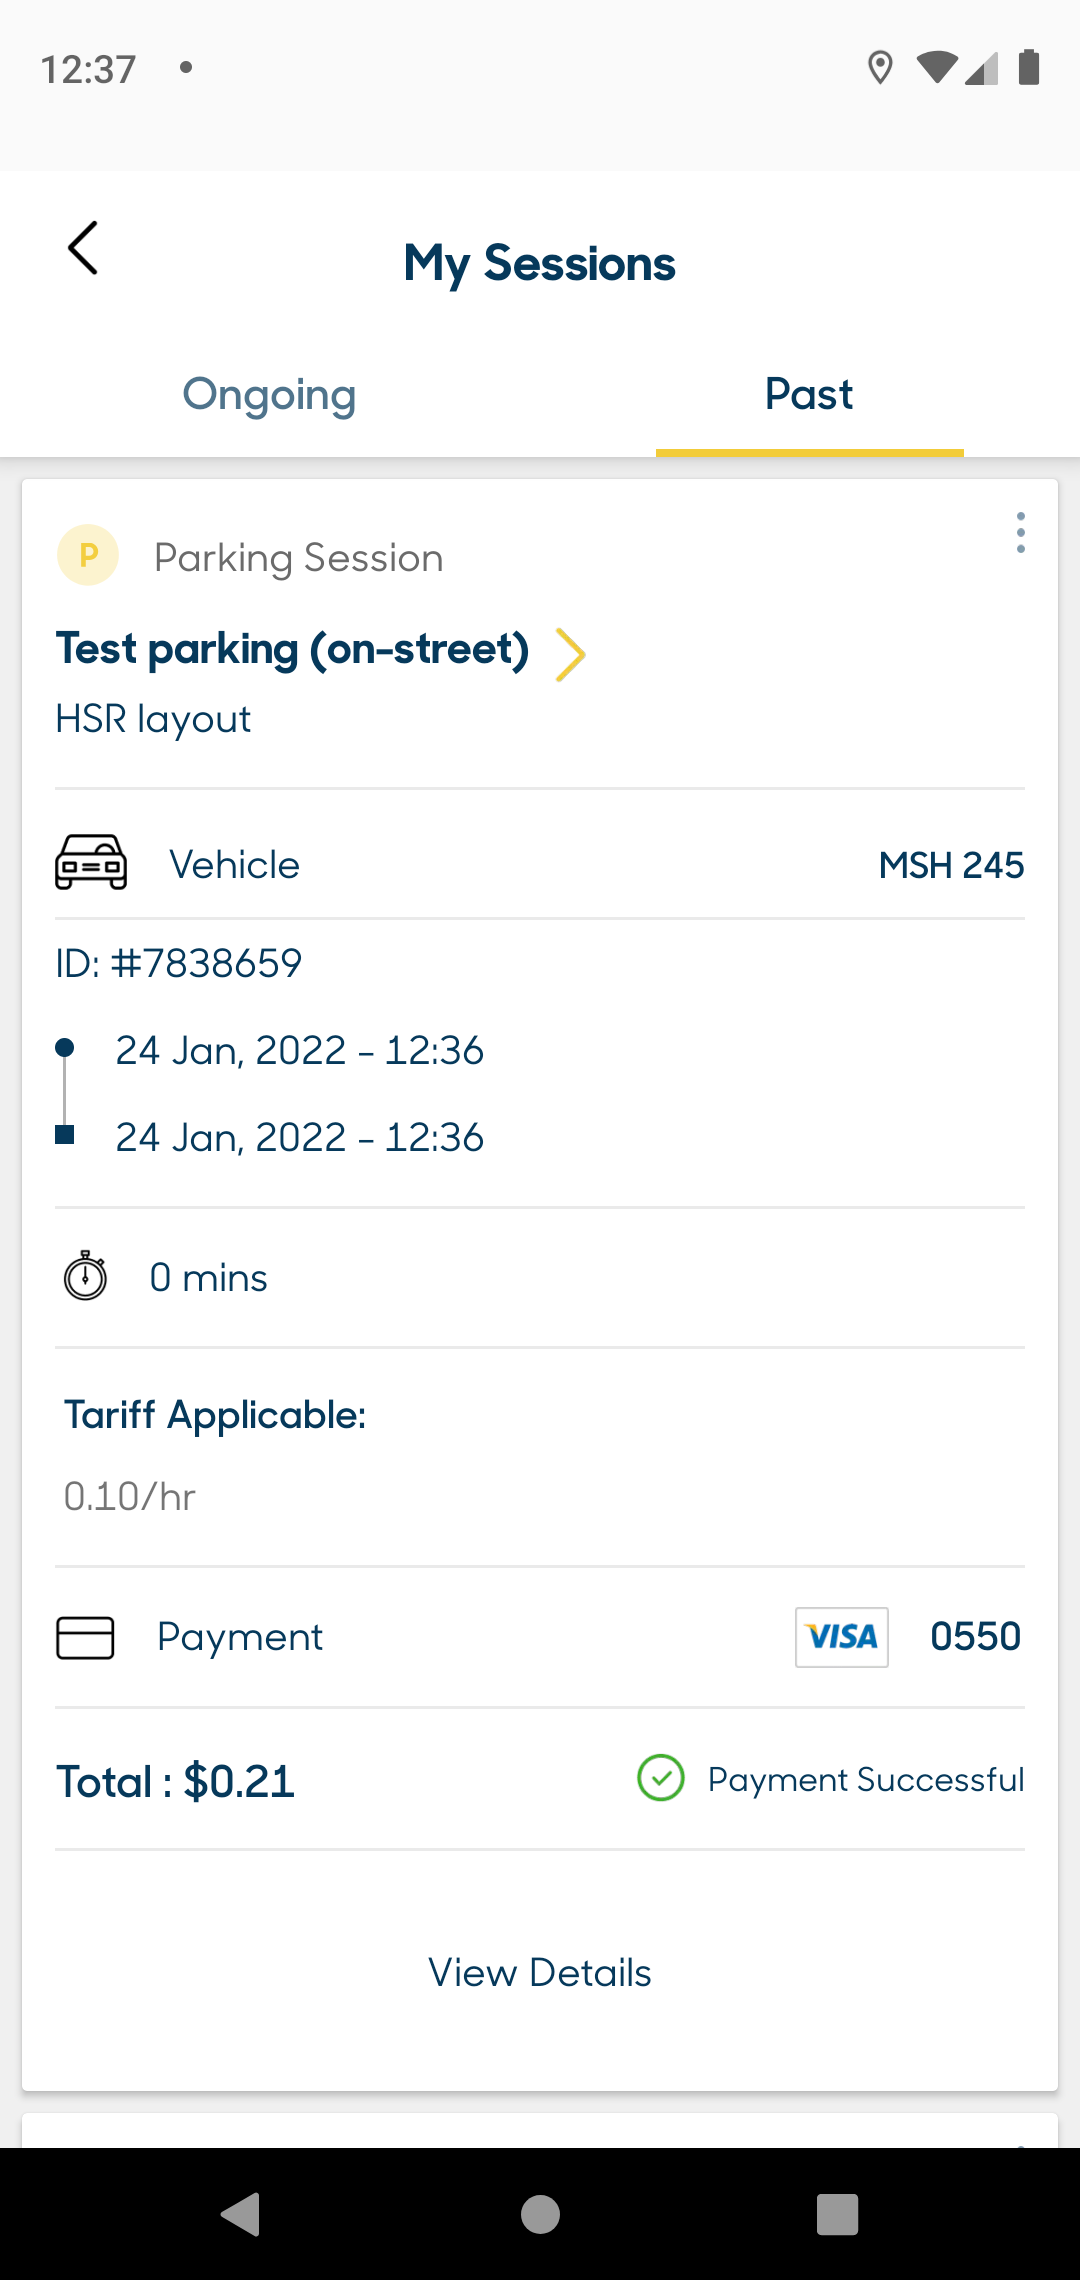 12:37
My Sessions
Ongoing Past
P Parking Session
Test parking (on-street)
HSR layout
Vehicle MSH 245
ID: #7838659
24 Jan, 2022 - 12:36
24 Jan, 2022 - 12:36
0 mins
Tariff Applicable:
0.10/hr
Payment VISA 0550
Total : $0.21 Payment Successful
View Details